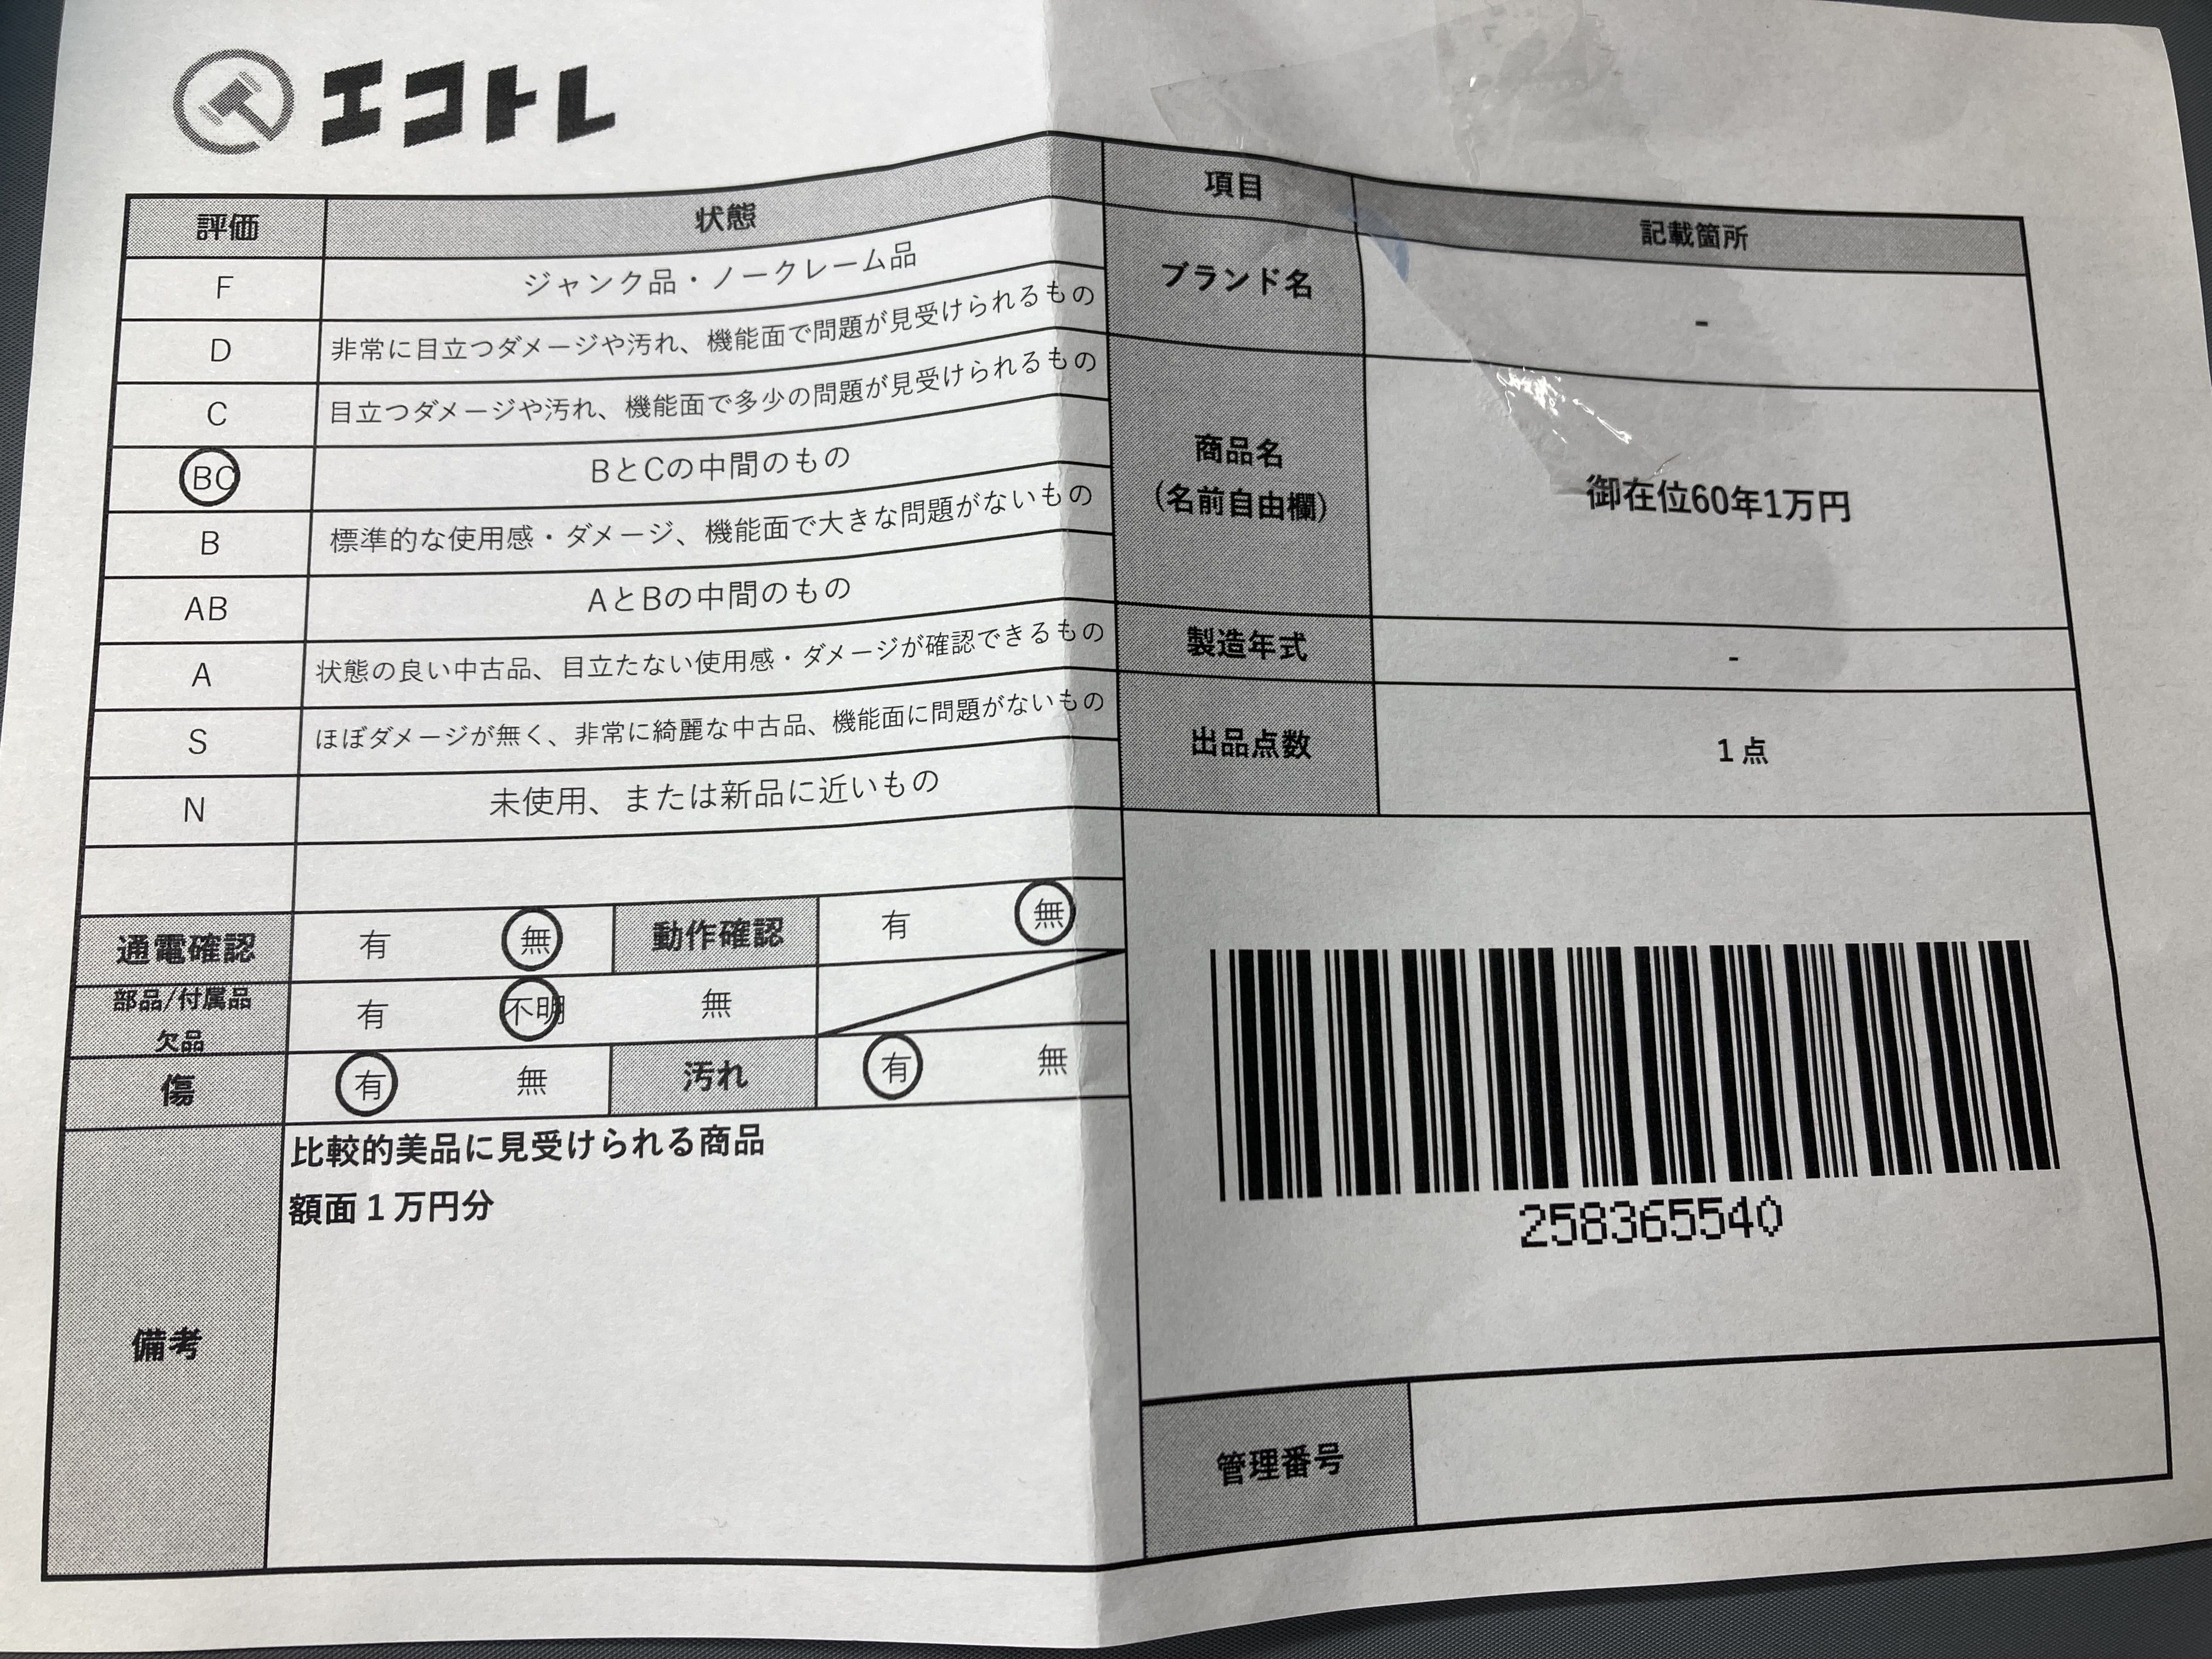 エコトレ
評価 状態
F ジャンク品・ノークレーム品
D 非常に目立つダメージや汚れ、機能面で問題が見受けられるもの
C 目立つダメージや汚れ、機能面で多少の問題が見受けられるもの
BC BとCの中間のもの
B 標準的な使用感・ダメージ、機能面で大きな問題がないもの
AB AとBの中間のもの
A 状態の良い中古品、目立たない使用感・ダメージが確認できるもの
S ほぼダメージが無く、非常に綺麗な中古品、機能面に問題がないもの
N 未使用、または新品に近いもの
通電確認 有 無 動作確認 有 無
部品/付属品
欠品
有 不明 無
傷 有 無 汚れ 有 無
備考
比較的美品に見受けられる商品
額面1万円分
項目 記載箇所
ブランド名 -
商品名
(名前自由欄)
御在位60年1万円
製造年式 -
出品点数 1点
258365540
管理番号